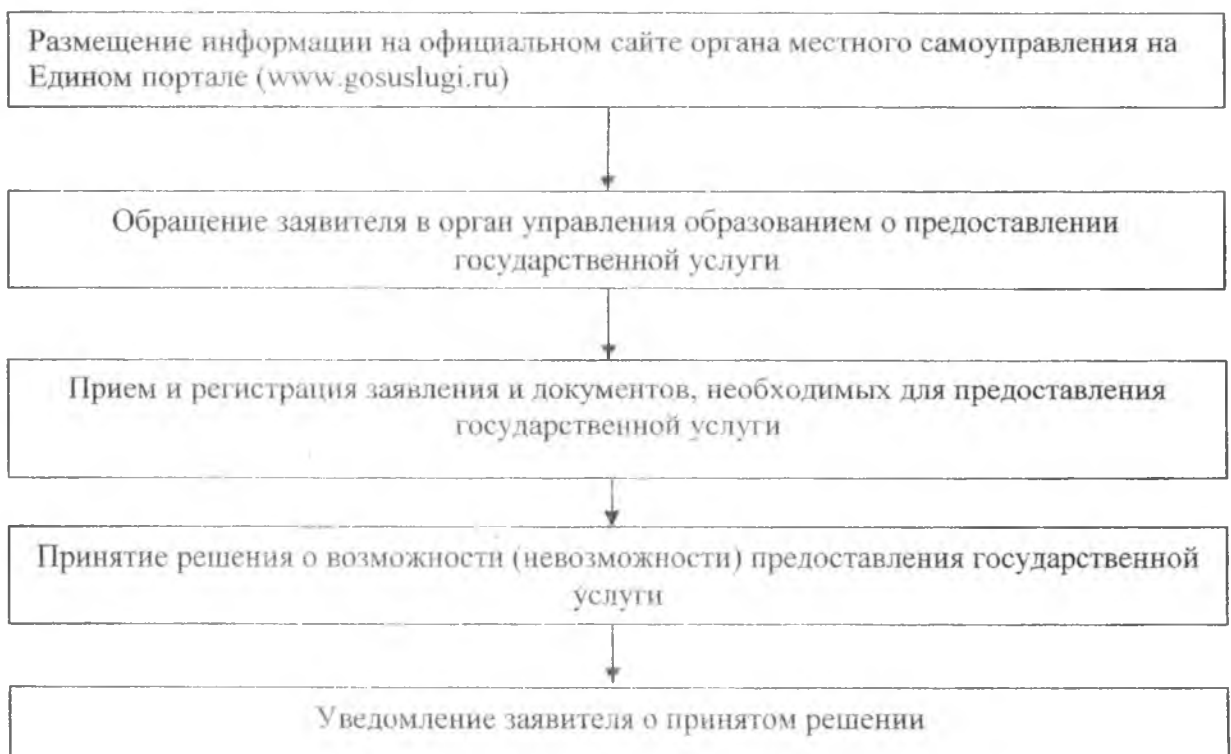 Размещение информации на официальном сайте органа местного самоуправления на
Едином портале (www.gosuslugi.ru)
Обращение заявителя в орган управления образованием о предоставлении
государственной услуги
Прием и регистрация заявления и документов, необходимых для предоставления
государственной услуги
Принятие решения о возможности (невозможности) предоставления государственной
услуги
Уведомление заявителя о принятом решении